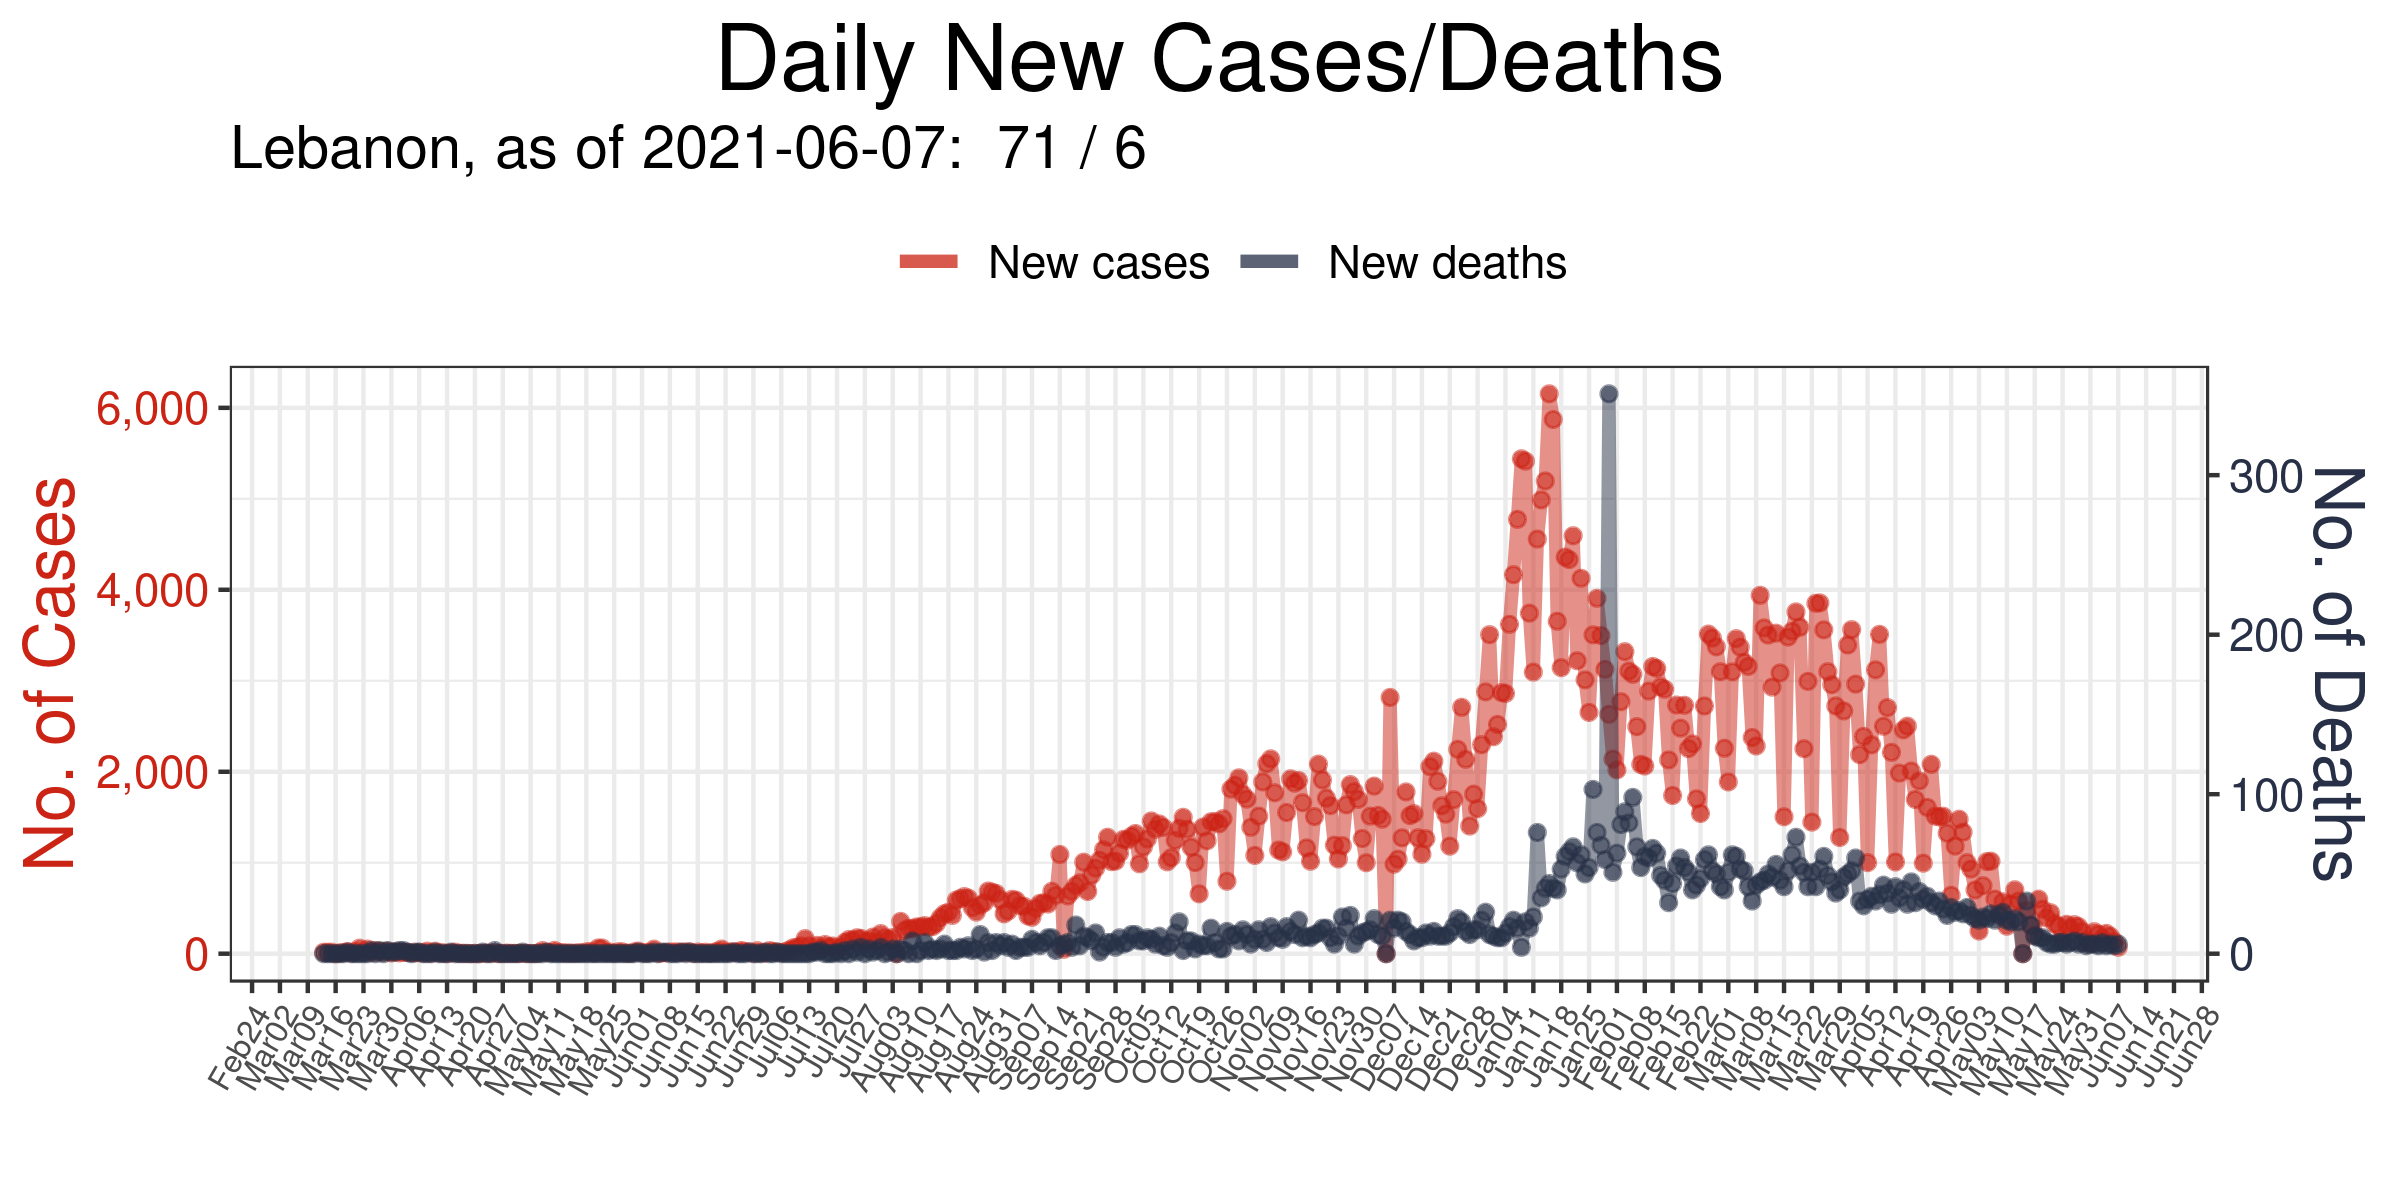 Daily New Cases/Deaths
Lebanon, as of 2021-06-07:  71 / 6
New cases
New deaths
No. of Cases
6,000
4,000
2,000
0
300
200
100
0
No. of Deaths
Feb24
Mar02
Mar09
Mar16
Mar23
Mar30
Apr06
Apr13
Apr20
Apr27
May04
May11
May18
May25
Jun01
Jun08
Jun15
Jun22
Jun29
Jul06
Jul13
Jul20
Jul27
Aug03
Aug10
Aug17
Aug24
Aug31
Sep07
Sep14
Sep21
Sep28
Oct05
Oct12
Oct19
Oct26
Nov02
Nov09
Nov16
Nov23
Nov30
Dec07
Dec14
Dec21
Dec28
Jan04
Jan11
Jan18
Jan25
Feb01
Feb08
Feb15
Feb22
Mar01
Mar08
Mar15
Mar22
Mar29
Apr05
Apr12
Apr19
Apr26
May03
May10
May17
May24
May31
Jun07
Jun14
Jun21
Jun28